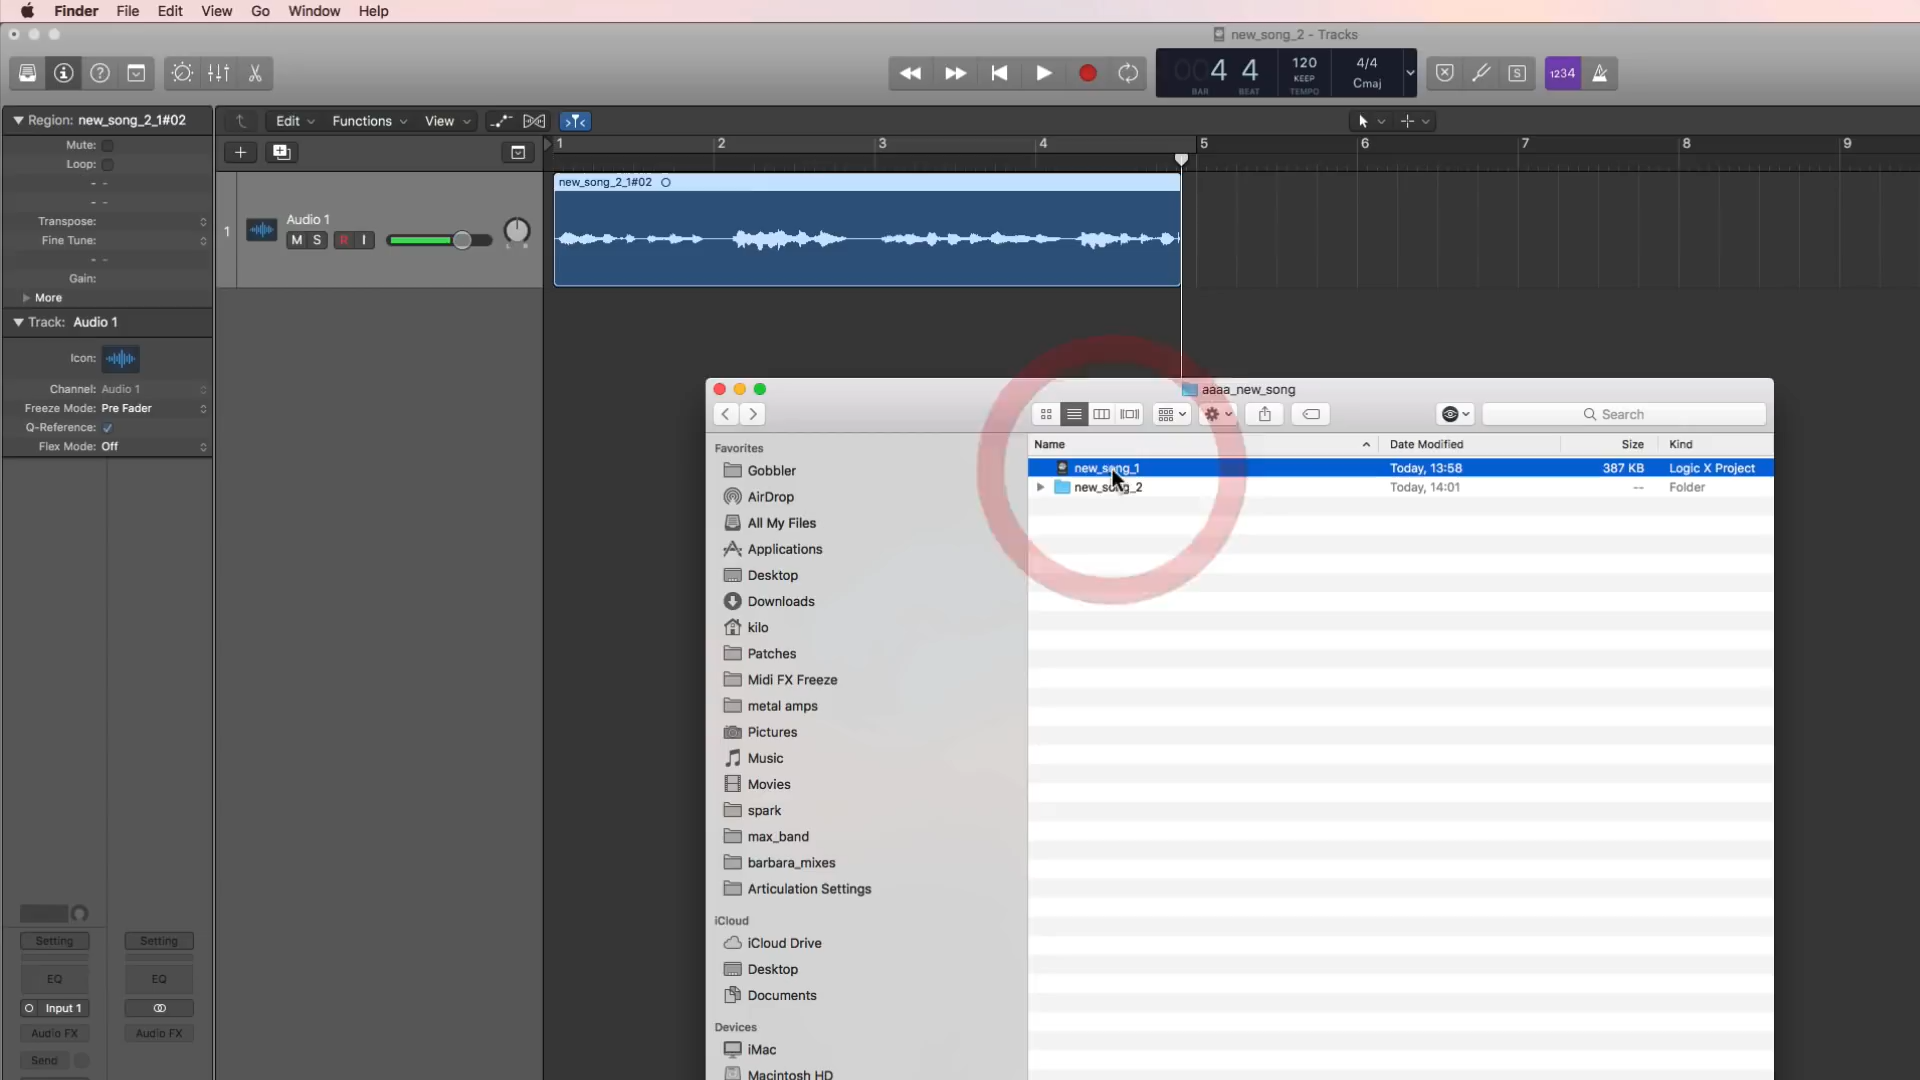 Finder File Edit View Go Window Help
new_song_2 - Tracks
4 4 120 4/4
KEEP Cmaj
BAR BEAT TEMPO
S 1234
Region: new_song_2_1#02
Edit Functions View
Mute:
Loop:
Transpose:
Fine Tune:
Gain:
More
Track: Audio 1
Icon:
Channel: Audio 1
Freeze Mode: Pre Fader
Q-Reference:
Flex Mode: Off
1 2 3 4 5 6 7 8 9
new_song_2_1#02
1 Audio 1
M S R I
L R
aaaa_new_song
Search
Favorites
Gobbler
AirDrop
All My Files
Applications
Desktop
Downloads
kilo
Patches
Midi FX Freeze
metal amps
Pictures
Music
Movies
spark
max_band
barbara_mixes
Articulation Settings
iCloud
iCloud Drive
Desktop
Documents
Devices
iMac
Macintosh HD
Name Date Modified Size Kind
new_song_1 Today, 13:58 387 KB Logic X Project
new_song_2 Today, 14:01 -- Folder
Setting Setting
EQ EQ
Input 1
Audio FX Audio FX
Send